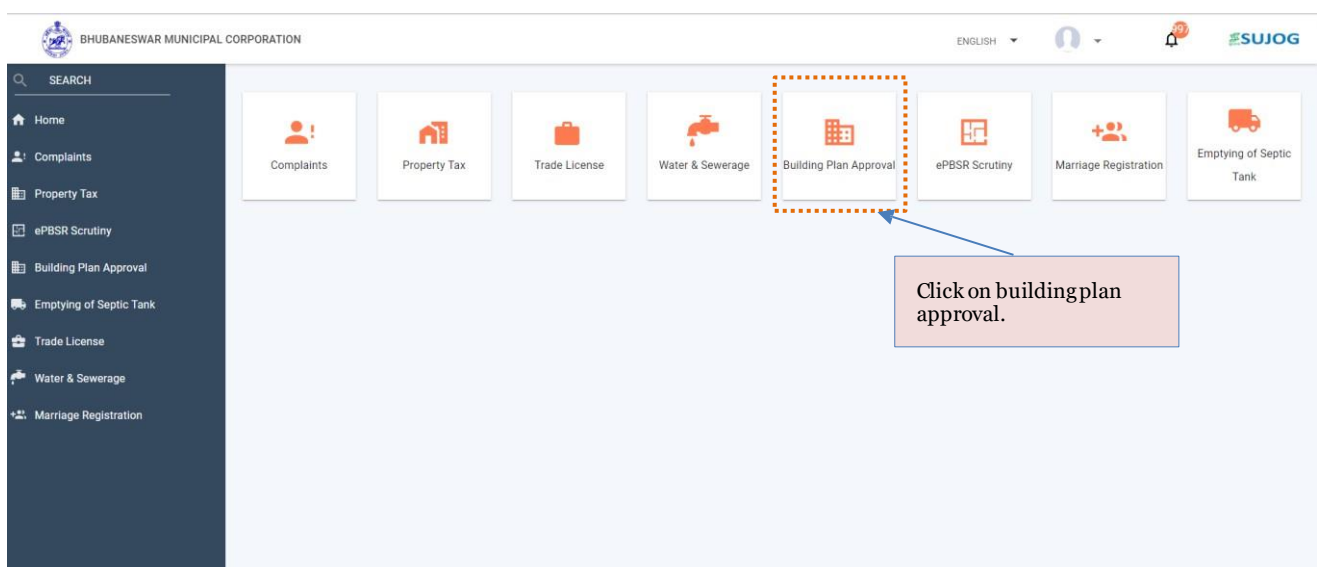 BHUBANESWAR MUNICIPAL CORPORATION
ENGLISH
SUJOG
SEARCH
Home
Complaints
Property Tax
ePBSR Scrutiny
Building Plan Approval
Emptying of Septic Tank
Trade License
Water & Sewerage
Marriage Registration
Complaints
Property Tax
Trade License
Water & Sewerage
Building Plan Approval
ePBSR Scrutiny
Marriage Registration
Emptying of Septic
Tank
Click on building plan
approval.